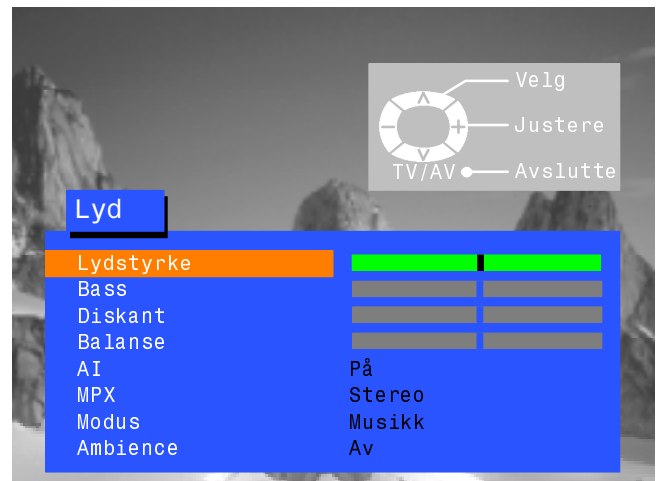 Velg
Justere
TV/AV Avslutte
Lyd
Lydstyrke
Bass
Diskant
Balanse
AI På
MPX Stereo
Modus Musikk
Ambience Av